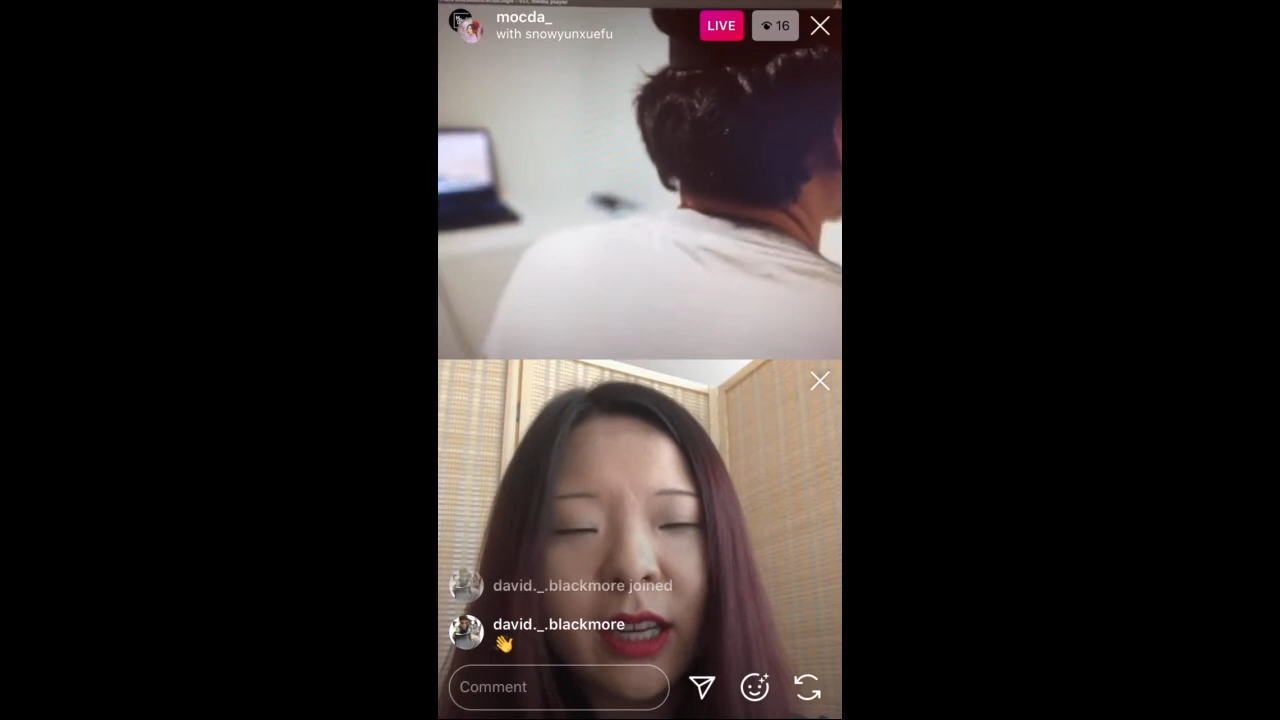 mocda_
with snowyunxuefu
LIVE
16
david._.blackmore joined
david._.blackmore
👋
Comment